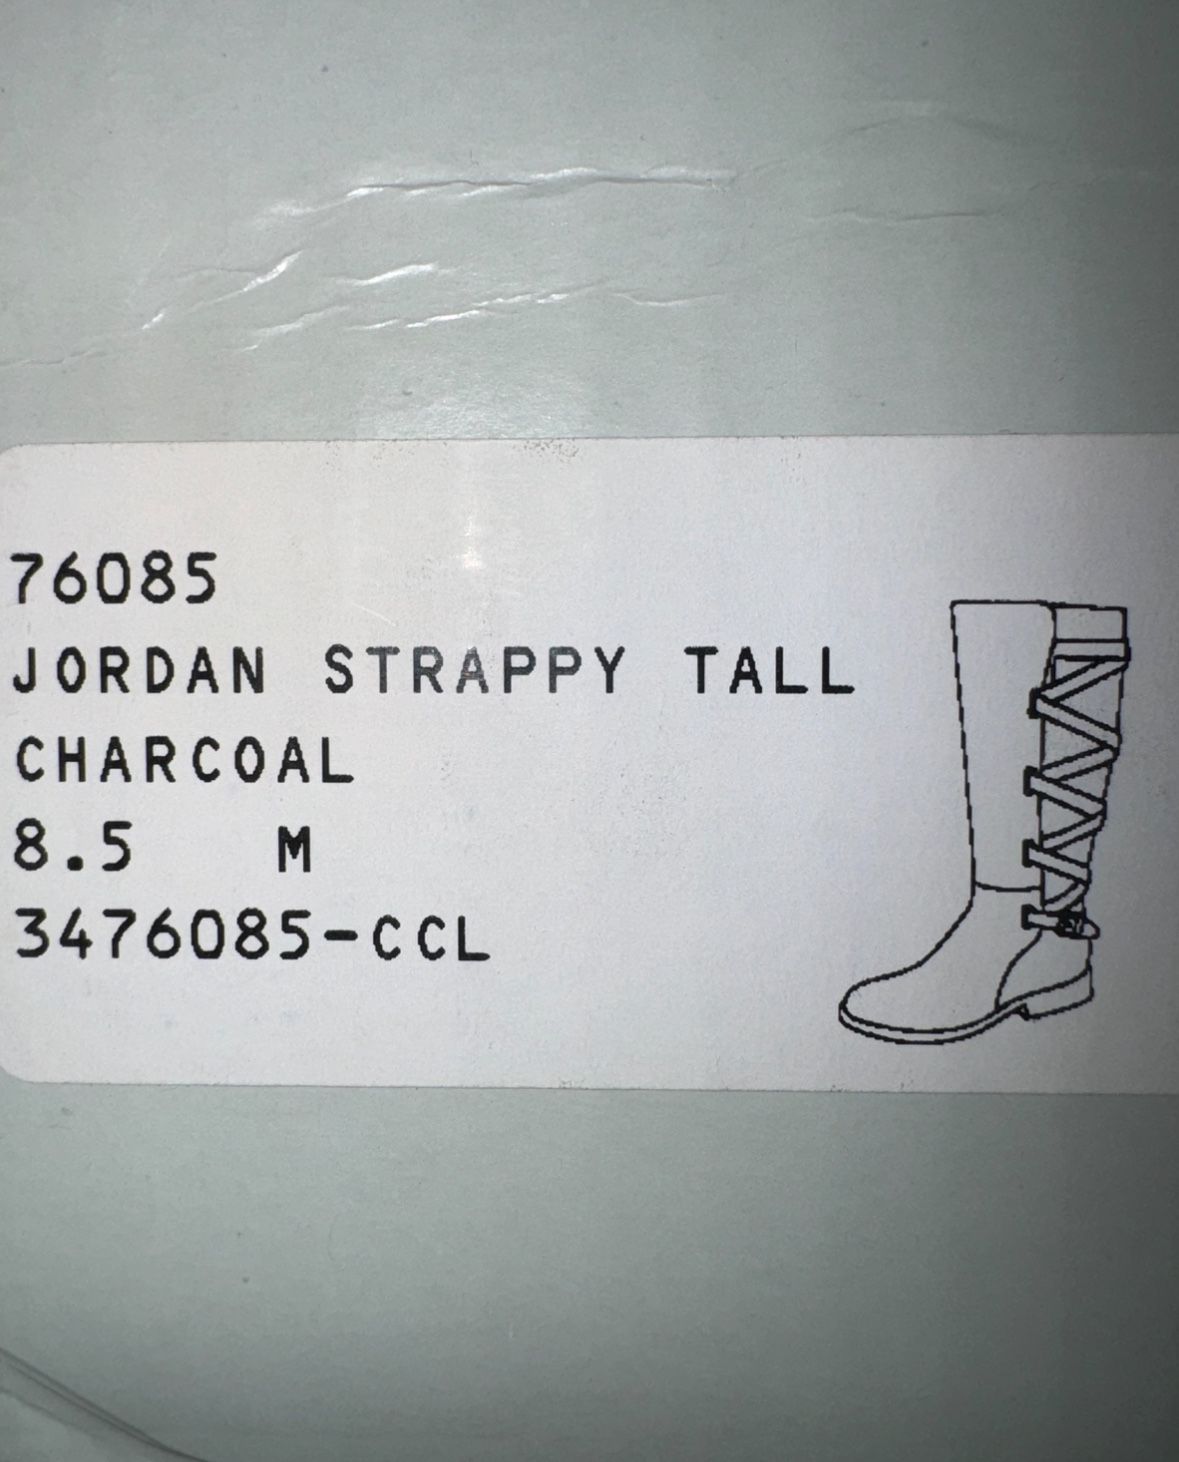 76085
JORDAN STRAPPY TALL
CHARCOAL
8.5 M
3476085-CCL